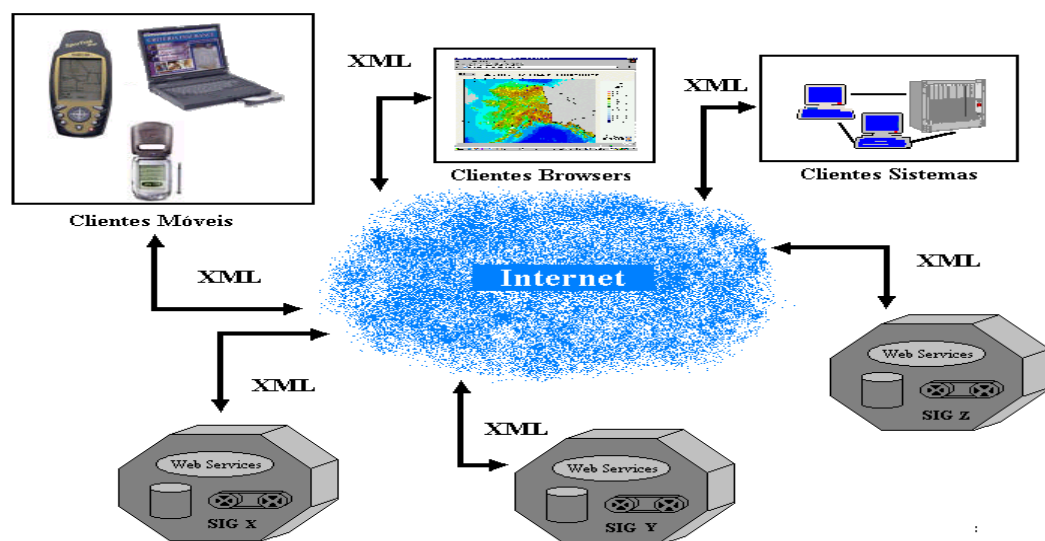 XML
XML
Clientes Browsers
Clientes Sistemas
Clientes Móveis
XML
Internet
XML
XML
XML
Web Services
SIG X
Web Services
SIG Y
Web Services
SIG Z
: